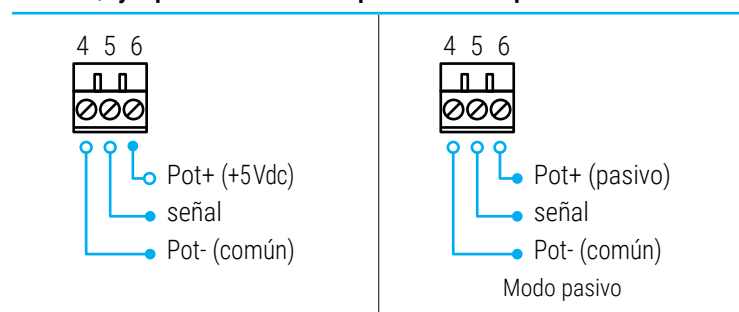 4 5 6
Pot+ (+5Vdc)
señal
Pot- (común)
4 5 6
Pot+ (pasivo)
señal
Pot- (común)
Modo pasivo